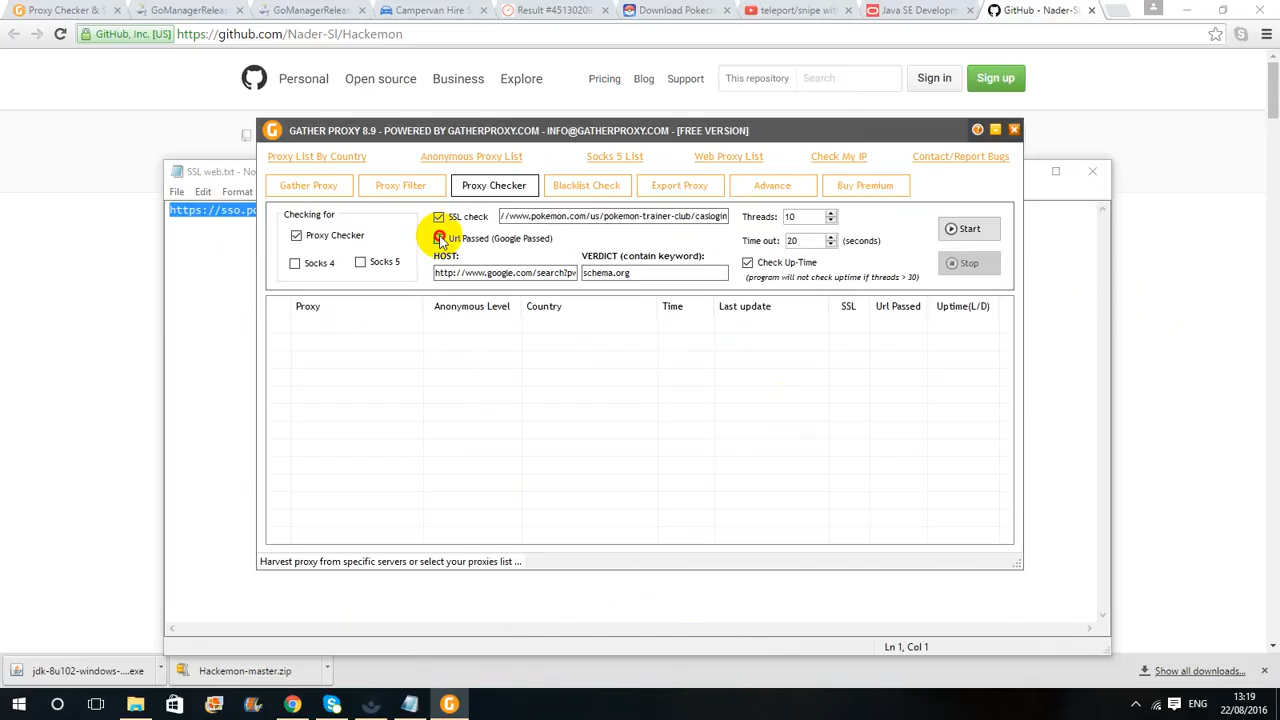 Proxy Checker & S
GoManagerReleas
GoManagerReleas
Campervan Hire S
Result #45130209
Download Pokecr
teleport/snipe with
Java SE Developm
GitHub - Nader-Sl
GitHub, Inc. [US]
https://github.com/Nader-Sl/Hackemon
Personal Open source Business Explore
Pricing Blog Support
This repository Search
Sign in
Sign up
SSL web.txt - No
File Edit Format
https://sso.po
GATHER PROXY 8.9 - POWERED BY GATHERPROXY.COM - INFO@GATHERPROXY.COM - [FREE VERSION]
Proxy List By Country Anonymous Proxy List Socks 5 List Web Proxy List Check My IP Contact/Report Bugs
Gather Proxy Proxy Filter Proxy Checker Blacklist Check Export Proxy Advance Buy Premium
Checking for
Proxy Checker
Socks 4 Socks 5
SSL check //www.pokemon.com/us/pokemon-trainer-club/caslogin
Url Passed (Google Passed)
HOST: VERDICT (contain keyword):
http://www.google.com/search?pv schema.org
Threads: 10
Time out: 20 (seconds)
Check Up-Time
(program will not check uptime if threads > 30)
Start
Stop
Proxy Anonymous Level Country Time Last update SSL Url Passed Uptime(L/D)
Harvest proxy from specific servers or select your proxies list ...
Ln 1, Col 1
jdk-8u102-windows-....exe
Hackemon-master.zip
Show all downloads...
ENG
13:19
22/08/2016